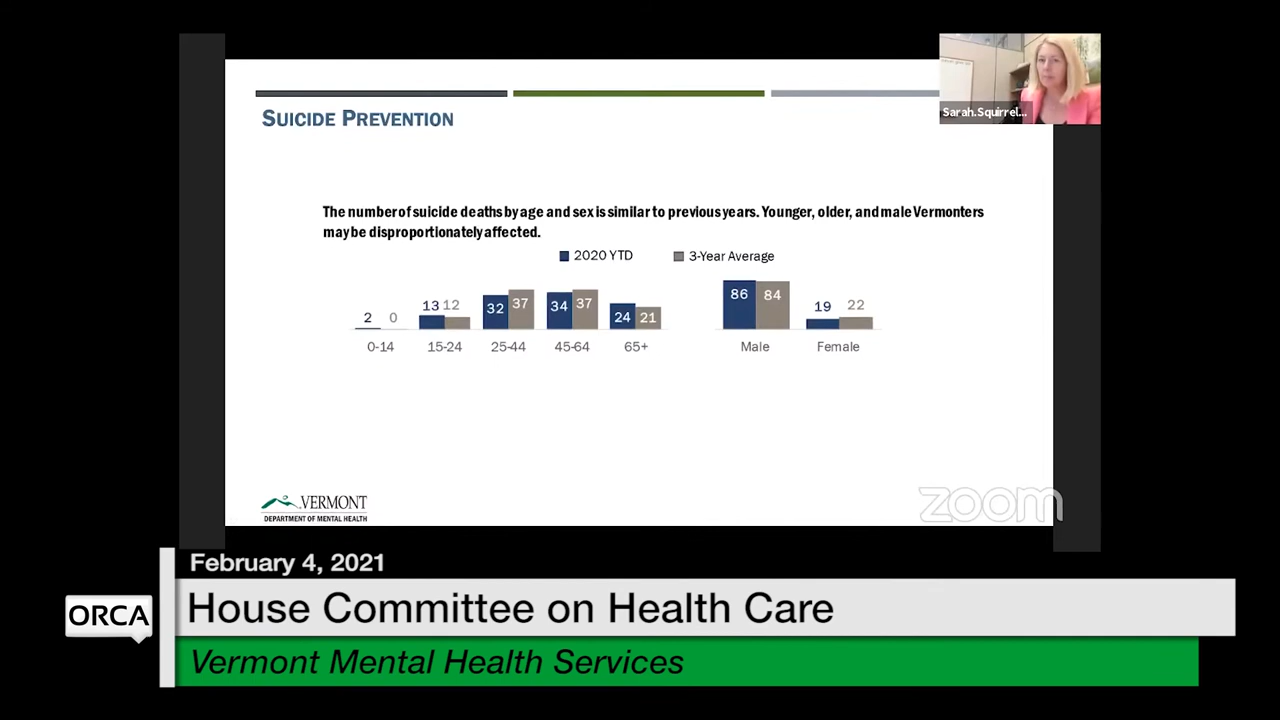 Sarah.Squirrel...
SUICIDE PREVENTION
The number of suicide deaths by age and sex is similar to previous years. Younger, older, and male Vermonters
may be disproportionately affected.
2020 YTD 3-Year Average
2 0 13 12 32 37 34 37 24 21 86 84 19 22
0-14 15-24 25-44 45-64 65+ Male Female
VERMONT
DEPARTMENT OF MENTAL HEALTH
zoom
February 4, 2021
ORCA
House Committee on Health Care
Vermont Mental Health Services